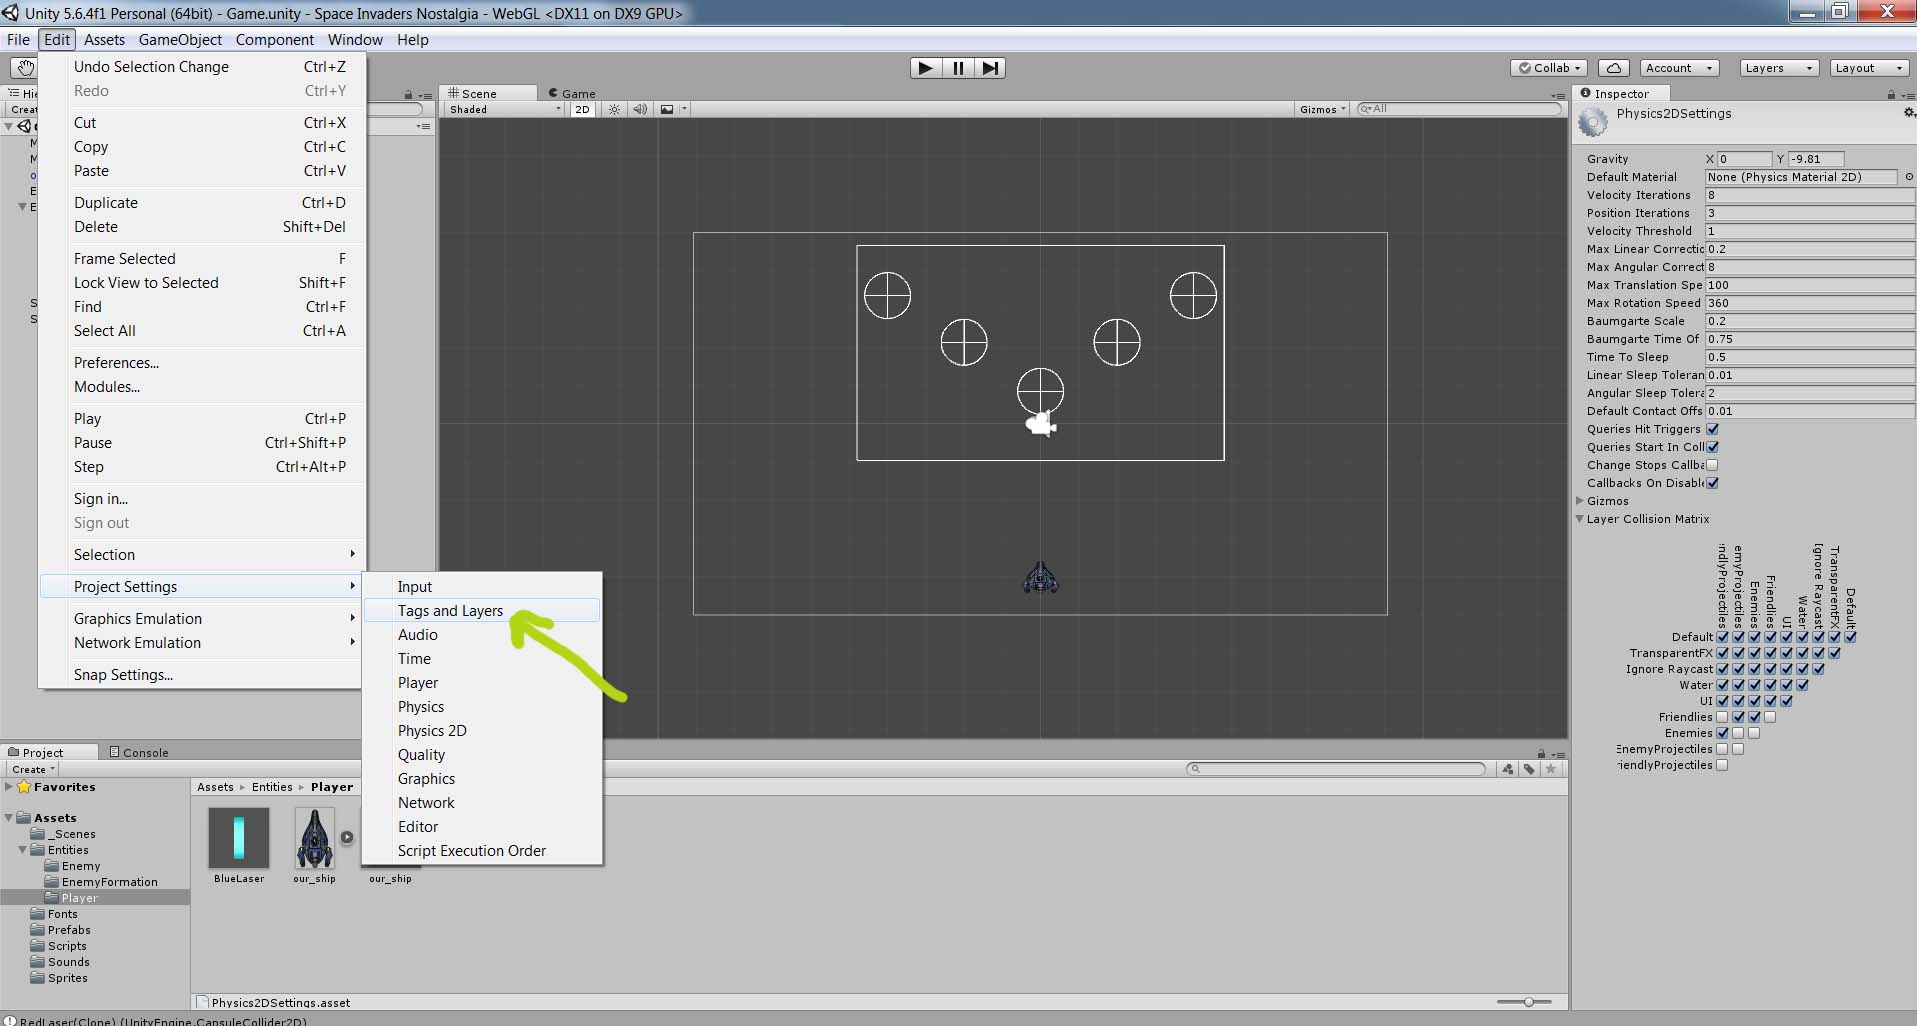 Unity 5.6.4f1 Personal (64bit) - Game.unity - Space Invaders Nostalgia - WebGL <DX11 on DX9 GPU>
File Edit Assets GameObject Component Window Help
Undo Selection Change Ctrl+Z
Redo Ctrl+Y
Cut Ctrl+X
Copy Ctrl+C
Paste Ctrl+V
Duplicate Ctrl+D
Delete Shift+Del
Frame Selected F
Lock View to Selected Shift+F
Find Ctrl+F
Select All Ctrl+A
Preferences...
Modules...
Play Ctrl+P
Pause Ctrl+Shift+P
Step Ctrl+Alt+P
Sign in...
Sign out
Selection
Project Settings
Graphics Emulation
Network Emulation
Snap Settings...
Input
Tags and Layers
Audio
Time
Player
Physics
Physics 2D
Quality
Graphics
Network
Editor
Script Execution Order
Collab Account Layers Layout
Scene Game
Shaded 2D Gizmos All
Inspector
Physics2DSettings
Gravity X 0 Y -9.81
Default Material None (Physics Material 2D)
Velocity Iterations 8
Position Iterations 3
Velocity Threshold 1
Max Linear Correctio 0.2
Max Angular Correct 8
Max Translation Spe 100
Max Rotation Speed 360
Baumgarte Scale 0.2
Baumgarte Time Of 0.75
Time To Sleep 0.5
Linear Sleep Toleran 0.01
Angular Sleep Tolera 2
Default Contact Offs 0.01
Queries Hit Triggers
Queries Start In Coll
Change Stops Callba
Callbacks On Disabl
Gizmos
Layer Collision Matrix
ndlyProjectiles
emyProjectiles
Enemies
Friendlies
UI
Water
Ignore Raycast
TransparentFX
Default
Default
TransparentFX
Ignore Raycast
Water
UI
Friendlies
Enemies
EnemyProjectiles
riendlyProjectiles
Project Console
Create
Favorites
Assets
_Scenes
Entities
Enemy
EnemyFormation
Player
Fonts
Prefabs
Scripts
Sounds
Sprites
Assets Entities Player
BlueLaser our_ship our_ship
Physics2DSettings.asset
RedLaser(Clone) (UnityEngine.CapsuleCollider2D)